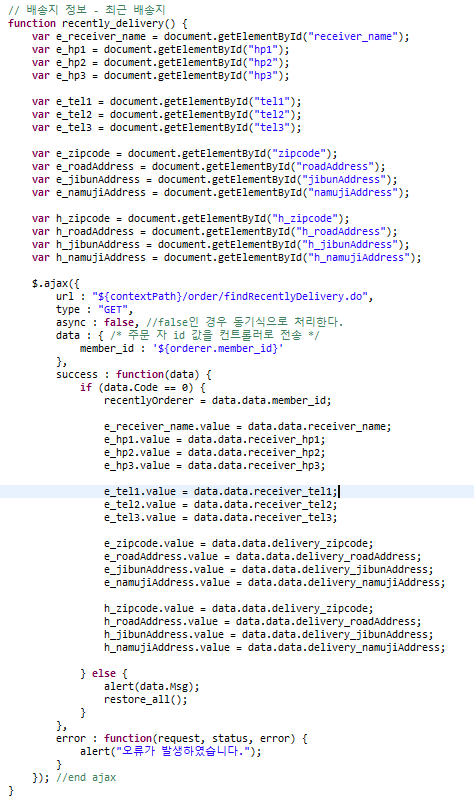 // 배송지 정보 - 최근 배송지
function recently_delivery() {
var e_receiver_name = document.getElementById("receiver_name");
var e_hp1 = document.getElementById("hp1");
var e_hp2 = document.getElementById("hp2");
var e_hp3 = document.getElementById("hp3");
var e_tel1 = document.getElementById("tel1");
var e_tel2 = document.getElementById("tel2");
var e_tel3 = document.getElementById("tel3");
var e_zipcode = document.getElementById("zipcode");
var e_roadAddress = document.getElementById("roadAddress");
var e_jibunAddress = document.getElementById("jibunAddress");
var e_namujiAddress = document.getElementById("namujiAddress");
var h_zipcode = document.getElementById("h_zipcode");
var h_roadAddress = document.getElementById("h_roadAddress");
var h_jibunAddress = document.getElementById("h_jibunAddress");
var h_namujiAddress = document.getElementById("h_namujiAddress");
$.ajax({
url : "${contextPath}/order/findRecentlyDelivery.do",
type : "GET",
async : false, //false인 경우 동기식으로 처리한다.
data : { /* 주문 자 id 값을 컨트롤러로 전송 */
member_id : '${orderer.member_id}'
},
success : function(data) {
if (data.Code == 0) {
recentlyOrderer = data.data.member_id;
e_receiver_name.value = data.data.receiver_name;
e_hp1.value = data.data.receiver_hp1;
e_hp2.value = data.data.receiver_hp2;
e_hp3.value = data.data.receiver_hp3;
e_tel1.value = data.data.receiver_tel1;
e_tel2.value = data.data.receiver_tel2;
e_tel3.value = data.data.receiver_tel3;
e_zipcode.value = data.data.delivery_zipcode;
e_roadAddress.value = data.data.delivery_roadAddress;
e_jibunAddress.value = data.data.delivery_jibunAddress;
e_namujiAddress.value = data.data.delivery_namujiAddress;
h_zipcode.value = data.data.delivery_zipcode;
h_roadAddress.value = data.data.delivery_roadAddress;
h_jibunAddress.value = data.data.delivery_jibunAddress;
h_namujiAddress.value = data.data.delivery_namujiAddress;
} else {
alert(data.Msg);
restore_all();
}
},
error : function(request, status, error) {
alert("오류가 발생하였습니다.");
}
}); //end ajax
}